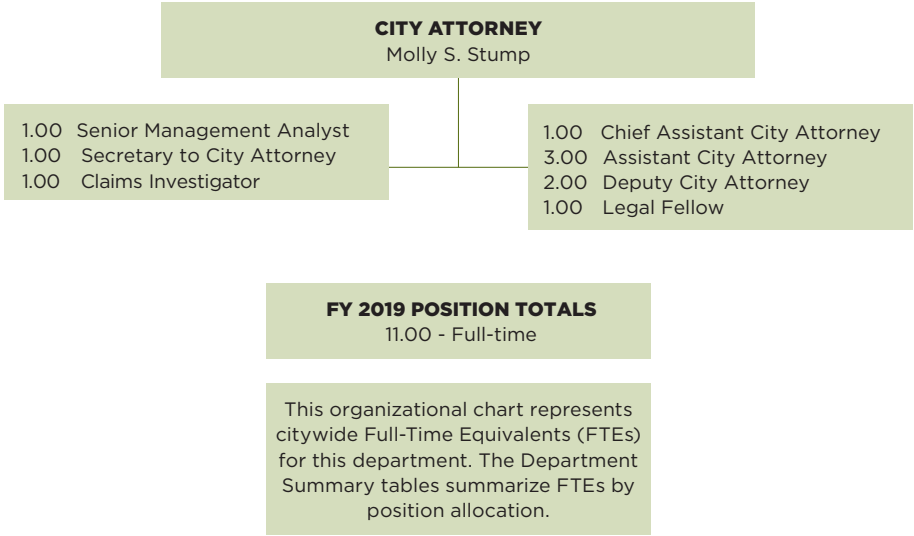 CITY ATTORNEY
Molly S. Stump
1.00 Senior Management Analyst
1.00 Secretary to City Attorney
1.00 Claims Investigator
1.00 Chief Assistant City Attorney
3.00 Assistant City Attorney
2.00 Deputy City Attorney
1.00 Legal Fellow
FY 2019 POSITION TOTALS
11.00 - Full-time
This organizational chart represents
citywide Full-Time Equivalents (FTEs)
for this department. The Department
Summary tables summarize FTEs by
position allocation.